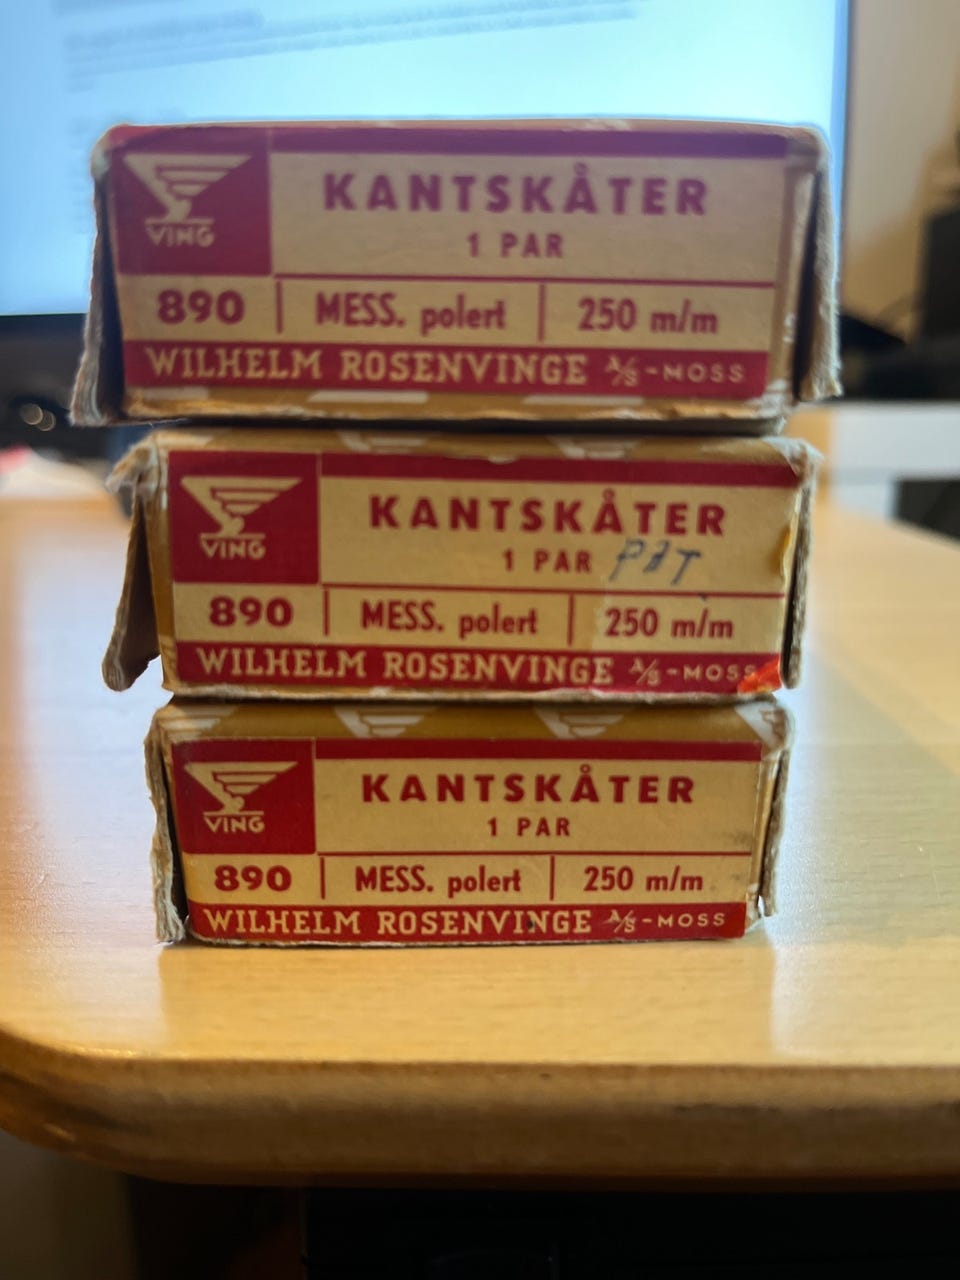 VING
KANTSKÅTER
1 PAR
890 MESS. polert 250 m/m
WILHELM ROSENVINGE A/S - MOSS
VING
KANTSKÅTER
1 PAR PAT
890 MESS. polert 250 m/m
WILHELM ROSENVINGE A/S - MOSS
VING
KANTSKÅTER
1 PAR
890 MESS. polert 250 m/m
WILHELM ROSENVINGE A/S - MOSS